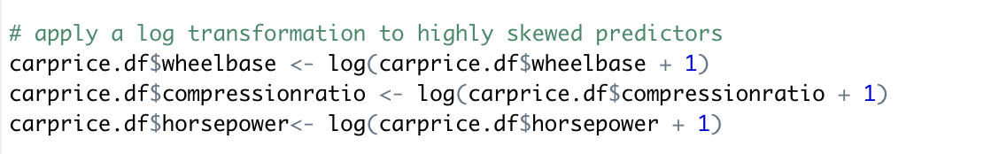 # apply a log transformation to highly skewed predictors
carprice.df$wheelbase <- log(carprice.df$wheelbase + 1)
carprice.df$compressionratio <- log(carprice.df$compressionratio + 1)
carprice.df$horsepower<- log(carprice.df$horsepower + 1)